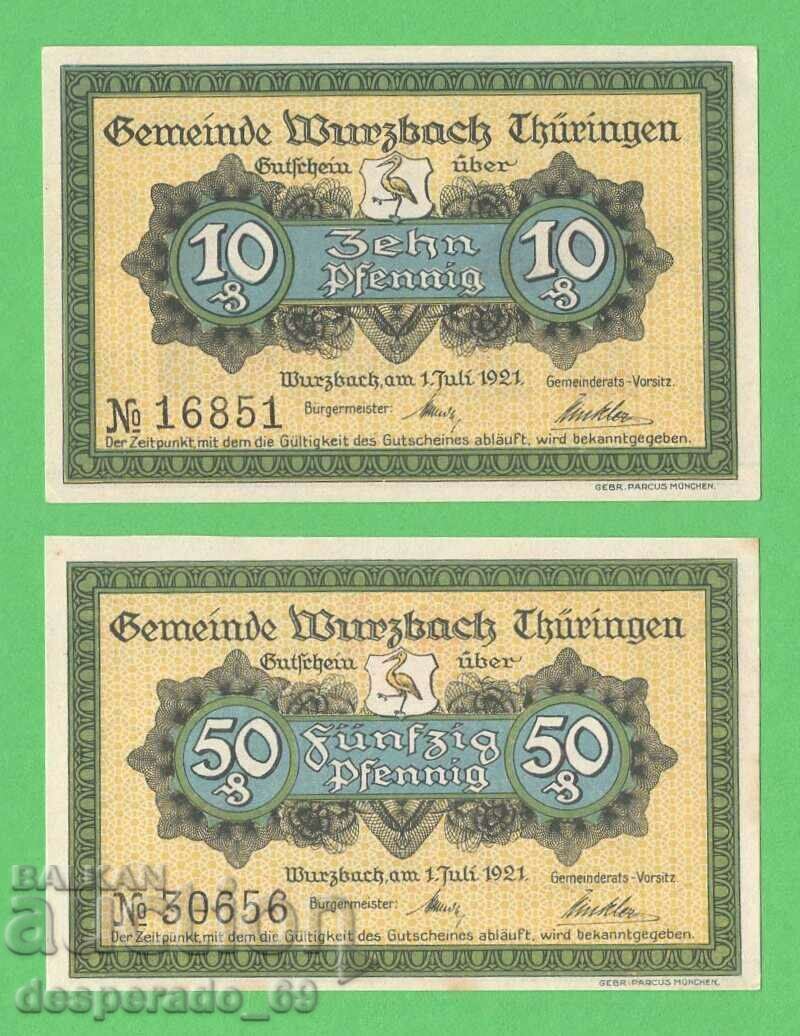 Gemeinde Wurzbach Thüringen
Gutschein über
10 Zehn 10
Pfennig
Wurzbach, am 1. Juli 1921. Gemeinderats-Vorsitz.
№ 16851 Bürgermeister:
Der Zeitpunkt, mit dem die Gültigkeit des Gutscheines abläuft, wird bekanntgegeben.
GEBR. PARCUS MÜNCHEN.
Gemeinde Wurzbach Thüringen
Gutschein über
50 Fünfzig 50
Pfennig
Wurzbach, am 1. Juli 1921. Gemeinderats-Vorsitz
№ 30656 Bürgermeister:
Der Zeitpunkt, mit dem die Gültigkeit des Gutscheines abläuft, wird bekanntgegeben.
GEBR. PARCUS MÜNCHEN.
BALKAN
auction
desperado_69